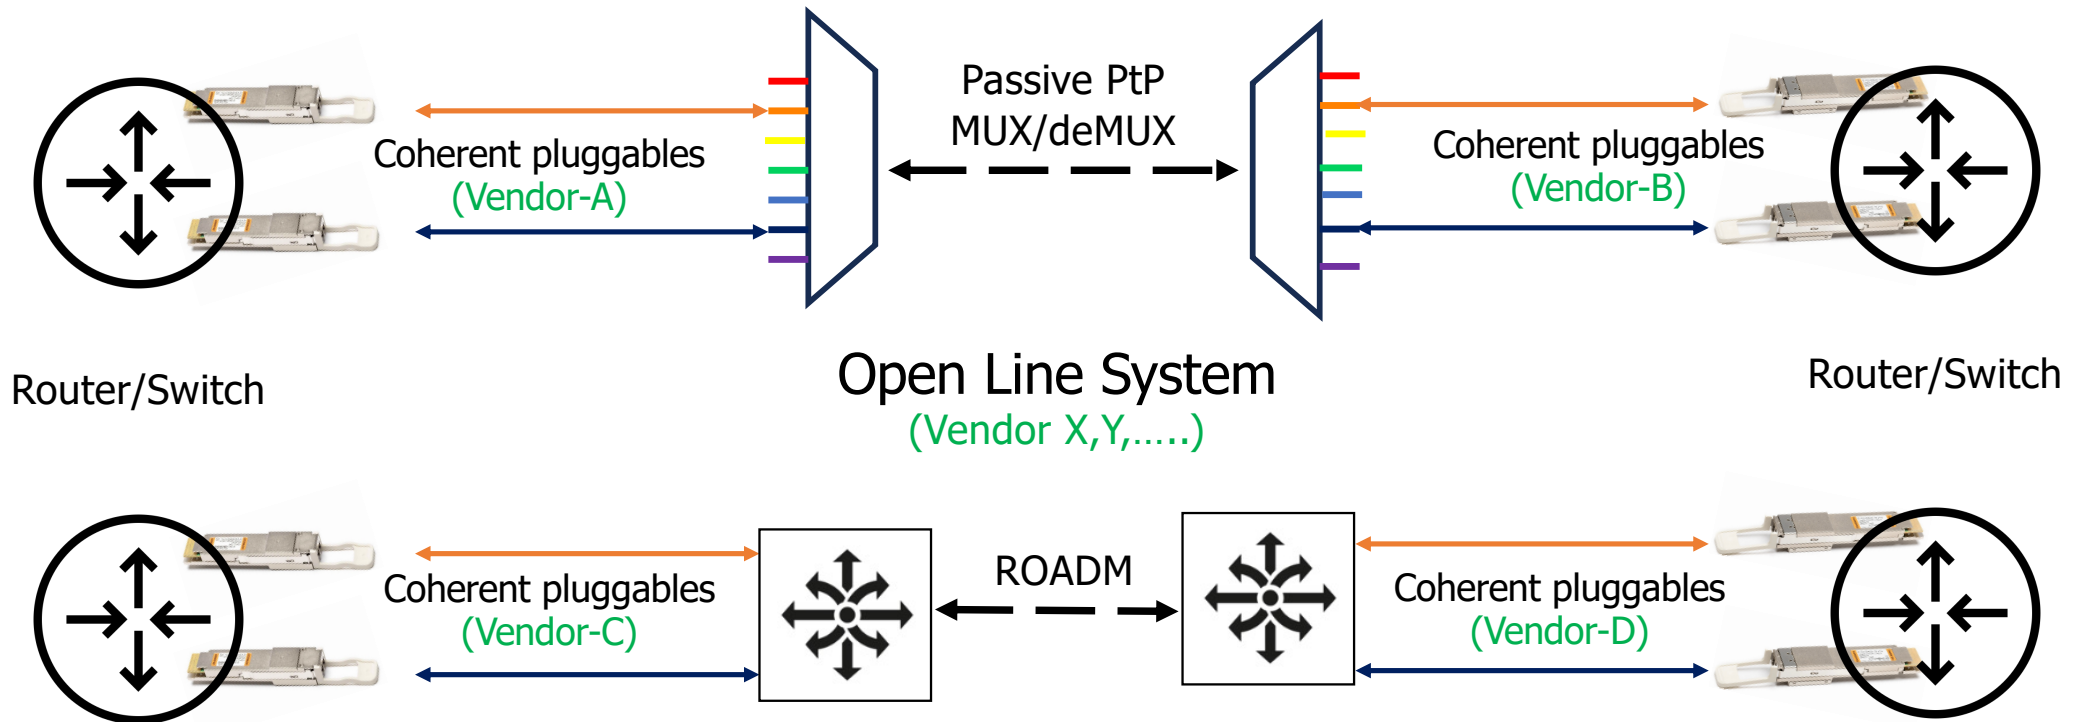 Passive PtP
MUX/deMUX
Coherent pluggables
(Vendor-A)
Coherent pluggables
(Vendor-B)
Router/Switch
Open Line System
(Vendor X,Y,.....)
Router/Switch
Coherent pluggables
(Vendor-C)
ROADM
Coherent pluggables
(Vendor-D)